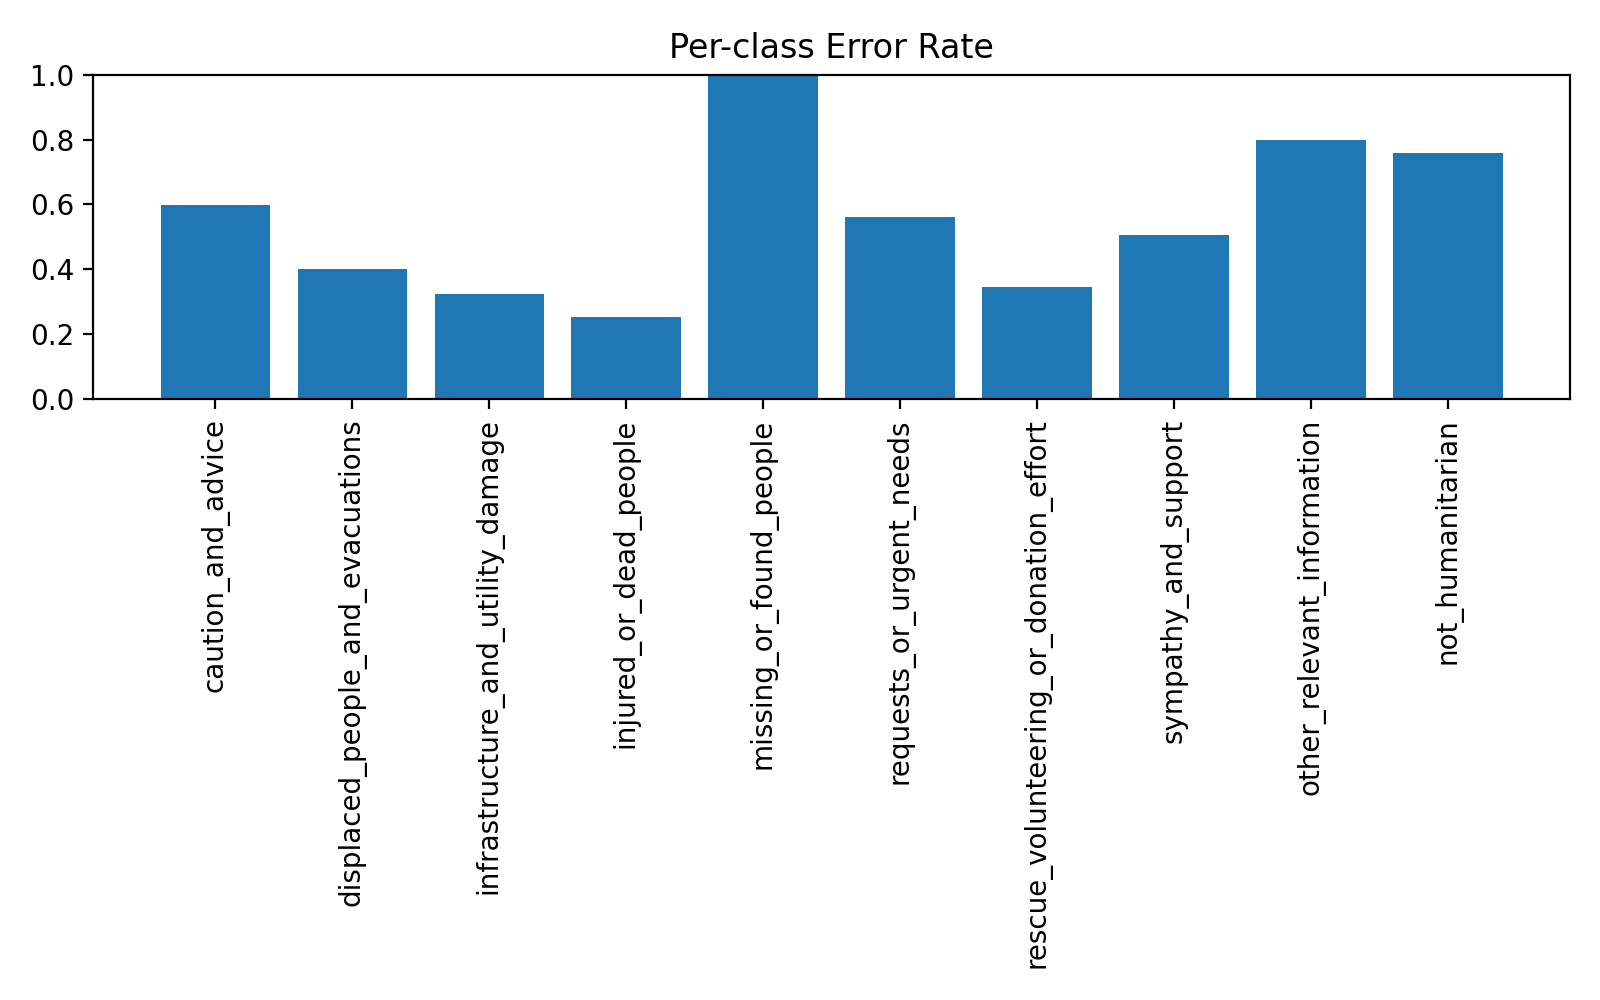 Per-class Error Rate
1.0
0.8
0.6
0.4
0.2
0.0
caution_and_advice
displaced_people_and_evacuations
infrastructure_and_utility_damage
injured_or_dead_people
missing_or_found_people
requests_or_urgent_needs
rescue_volunteering_or_donation_effort
sympathy_and_support
other_relevant_information
not_humanitarian